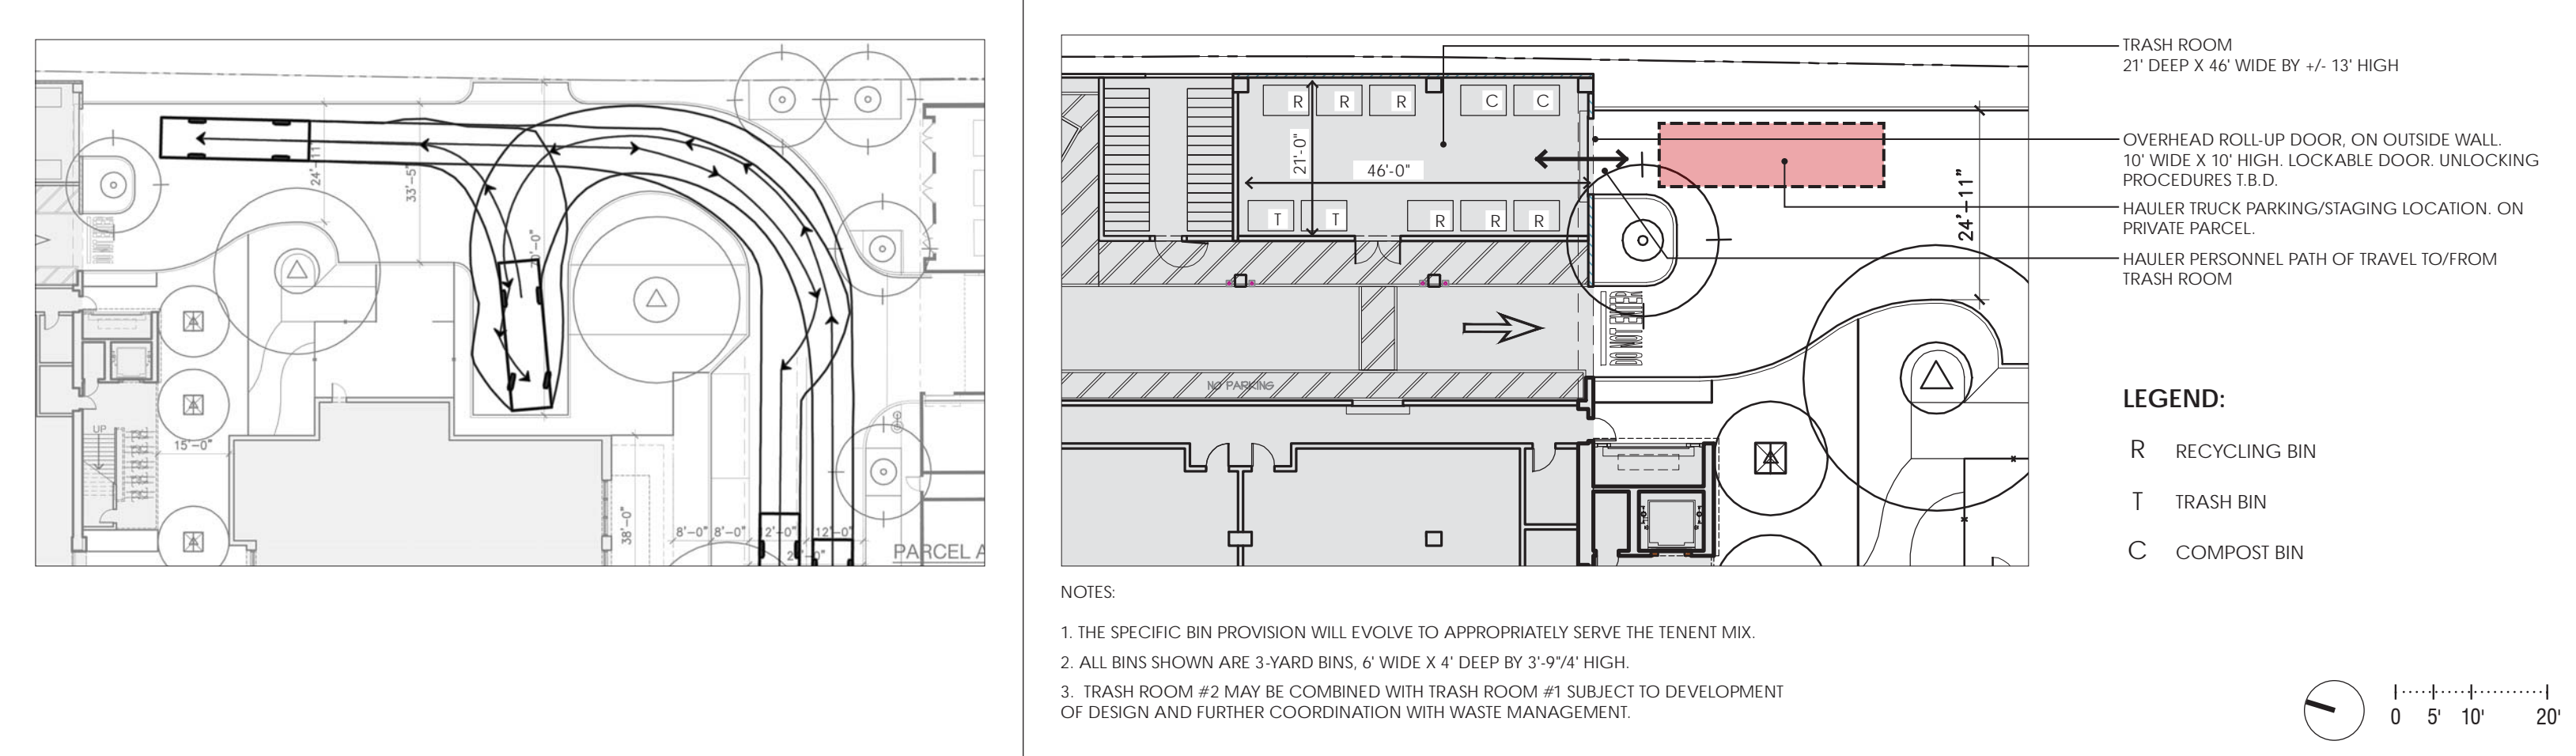 24'-11"
33'-5"
40'-0"
UP
15'-0"
38'-0"
8'-0"
8'-0"
12'-0"
12'-0"
PARCEL A
R
R
R
C
C
21'-0"
46'-0"
T
T
R
R
R
DO NOT ENTER
NO PARKING
24'-11"
TRASH ROOM
21' DEEP X 46' WIDE BY +/- 13' HIGH
OVERHEAD ROLL-UP DOOR, ON OUTSIDE WALL.
10' WIDE X 10' HIGH. LOCKABLE DOOR. UNLOCKING
PROCEDURES T.B.D.
HAULER TRUCK PARKING/STAGING LOCATION. ON
PRIVATE PARCEL.
HAULER PERSONNEL PATH OF TRAVEL TO/FROM
TRASH ROOM
LEGEND:
R RECYCLING BIN
T TRASH BIN
C COMPOST BIN
NOTES:
1. THE SPECIFIC BIN PROVISION WILL EVOLVE TO APPROPRIATELY SERVE THE TENENT MIX.
2. ALL BINS SHOWN ARE 3-YARD BINS, 6' WIDE X 4' DEEP BY 3'-9"/4' HIGH.
3. TRASH ROOM #2 MAY BE COMBINED WITH TRASH ROOM #1 SUBJECT TO DEVELOPMENT
OF DESIGN AND FURTHER COORDINATION WITH WASTE MANAGEMENT.
0 5' 10' 20'